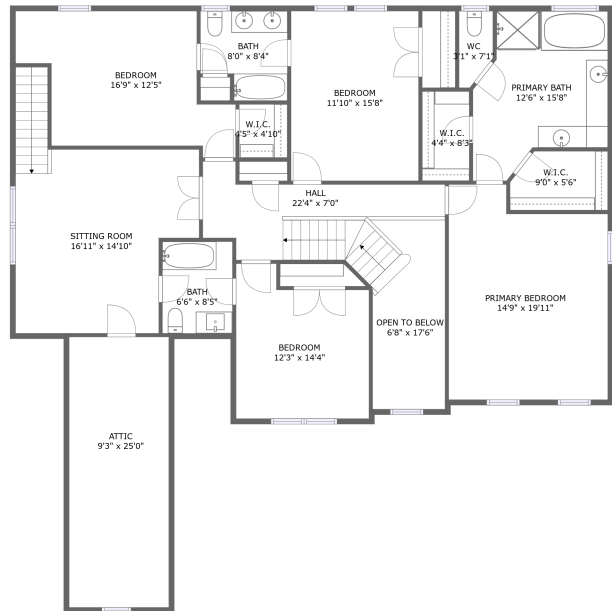 BEDROOM
16'9" x 12'5"
BATH
8'0" x 8'4"
BEDROOM
11'10" x 15'8"
WC
3'1" x 7'1"
PRIMARY BATH
12'6" x 15'8"
W.I.C.
4'5" x 4'10"
W.I.C.
4'4" x 8'3"
W.I.C.
9'0" x 5'6"
HALL
22'4" x 7'0"
SITTING ROOM
16'11" x 14'10"
BATH
6'6" x 8'5"
PRIMARY BEDROOM
14'9" x 19'11"
OPEN TO BELOW
6'8" x 17'6"
BEDROOM
12'3" x 14'4"
ATTIC
9'3" x 25'0"